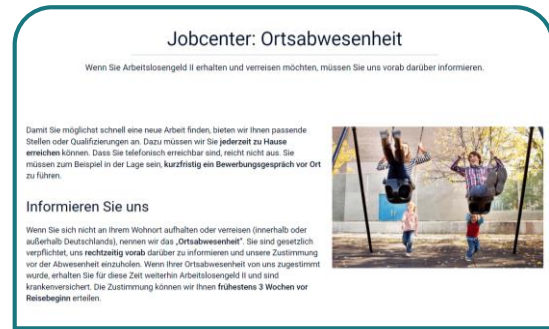 Jobcenter: Ortsabwesenheit
Wenn Sie Arbeitslosengeld II erhalten und verreisen möchten, müssen Sie uns vorab darüber informieren.
Damit Sie möglichst schnell eine neue Arbeit finden, bieten wir Ihnen passende
Stellen oder Qualifizierungen an. Dazu müssen wir Sie jederzeit zu Hause
erreichen können. Dass Sie telefonisch erreichbar sind, reicht nicht aus. Sie
müssen zum Beispiel in der Lage sein, kurzfristig ein Bewerbungsgespräch vor Ort
zu führen.
Informieren Sie uns
Wenn Sie sich nicht an Ihrem Wohnort aufhalten oder verreisen (innerhalb oder
außerhalb Deutschlands), nennen wir das „Ortsabwesenheit“. Sie sind gesetzlich
verpflichtet, uns rechtzeitig vorab darüber zu informieren und unsere Zustimmung
vor der Abwesenheit einzuholen. Wenn Ihrer Ortsabwesenheit von uns zugestimmt
wurde, erhalten Sie für diese Zeit weiterhin Arbeitslosengeld II und sind
krankenversichert. Die Zustimmung können wir Ihnen frühestens 3 Wochen vor
Reisebeginn erteilen.